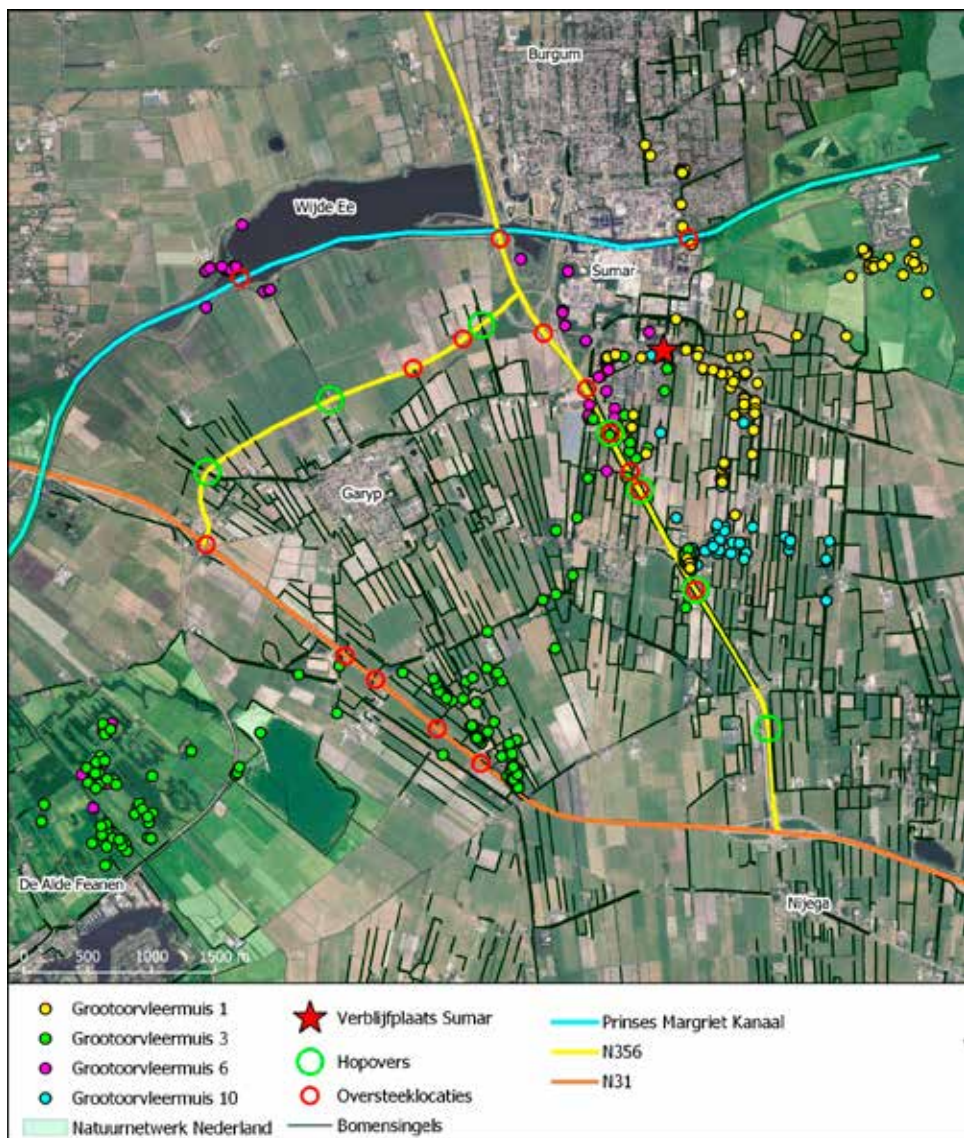 Burgum
Wijde Ee
Sumar
Garyp
De Alde Feanen
Nijega
0 500 1000 1500 m
Grootoorvleermuis 1
Grootoorvleermuis 3
Grootoorvleermuis 6
Grootoorvleermuis 10
Natuurnetwerk Nederland
Verblijfplaats Sumar
Hopovers
Oversteeklocaties
Bomensingels
Prinses Margriet Kanaal
N356
N31